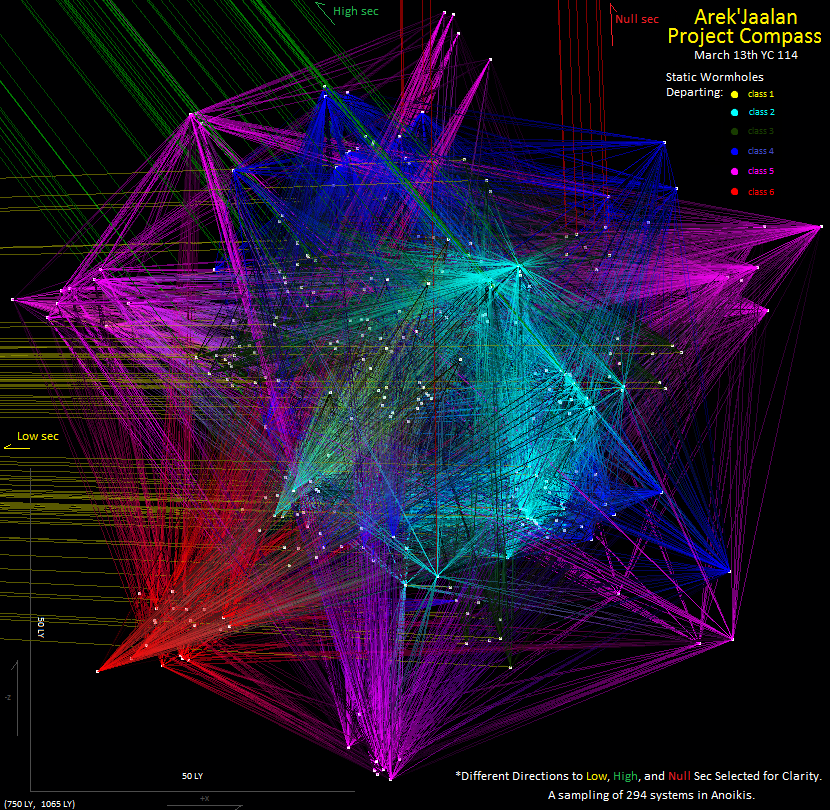 High sec
Null sec
Arek'Jaalan
Project Compass
March 13th YC 114
Static Wormholes
Departing:
class 1
class 2
class 3
class 4
class 5
class 6
Low sec
50 LY
-z
50 LY
+x
(750 LY, 1065 LY)
*Different Directions to Low, High, and Null Sec Selected for Clarity.
A sampling of 294 systems in Anoikis.